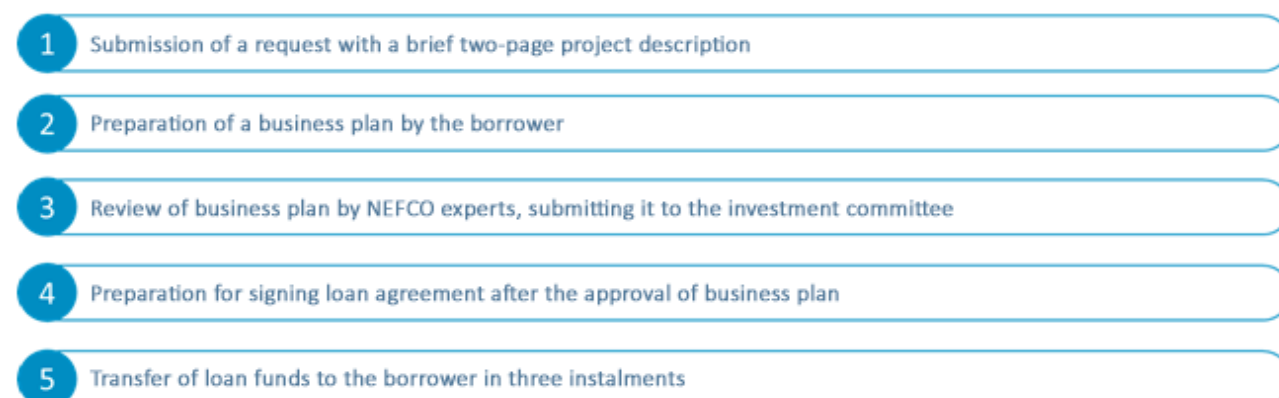 1 Submission of a request with a brief two-page project description
2 Preparation of a business plan by the borrower
3 Review of business plan by NEFCO experts, submitting it to the investment committee
4 Preparation for signing loan agreement after the approval of business plan
5 Transfer of loan funds to the borrower in three instalments